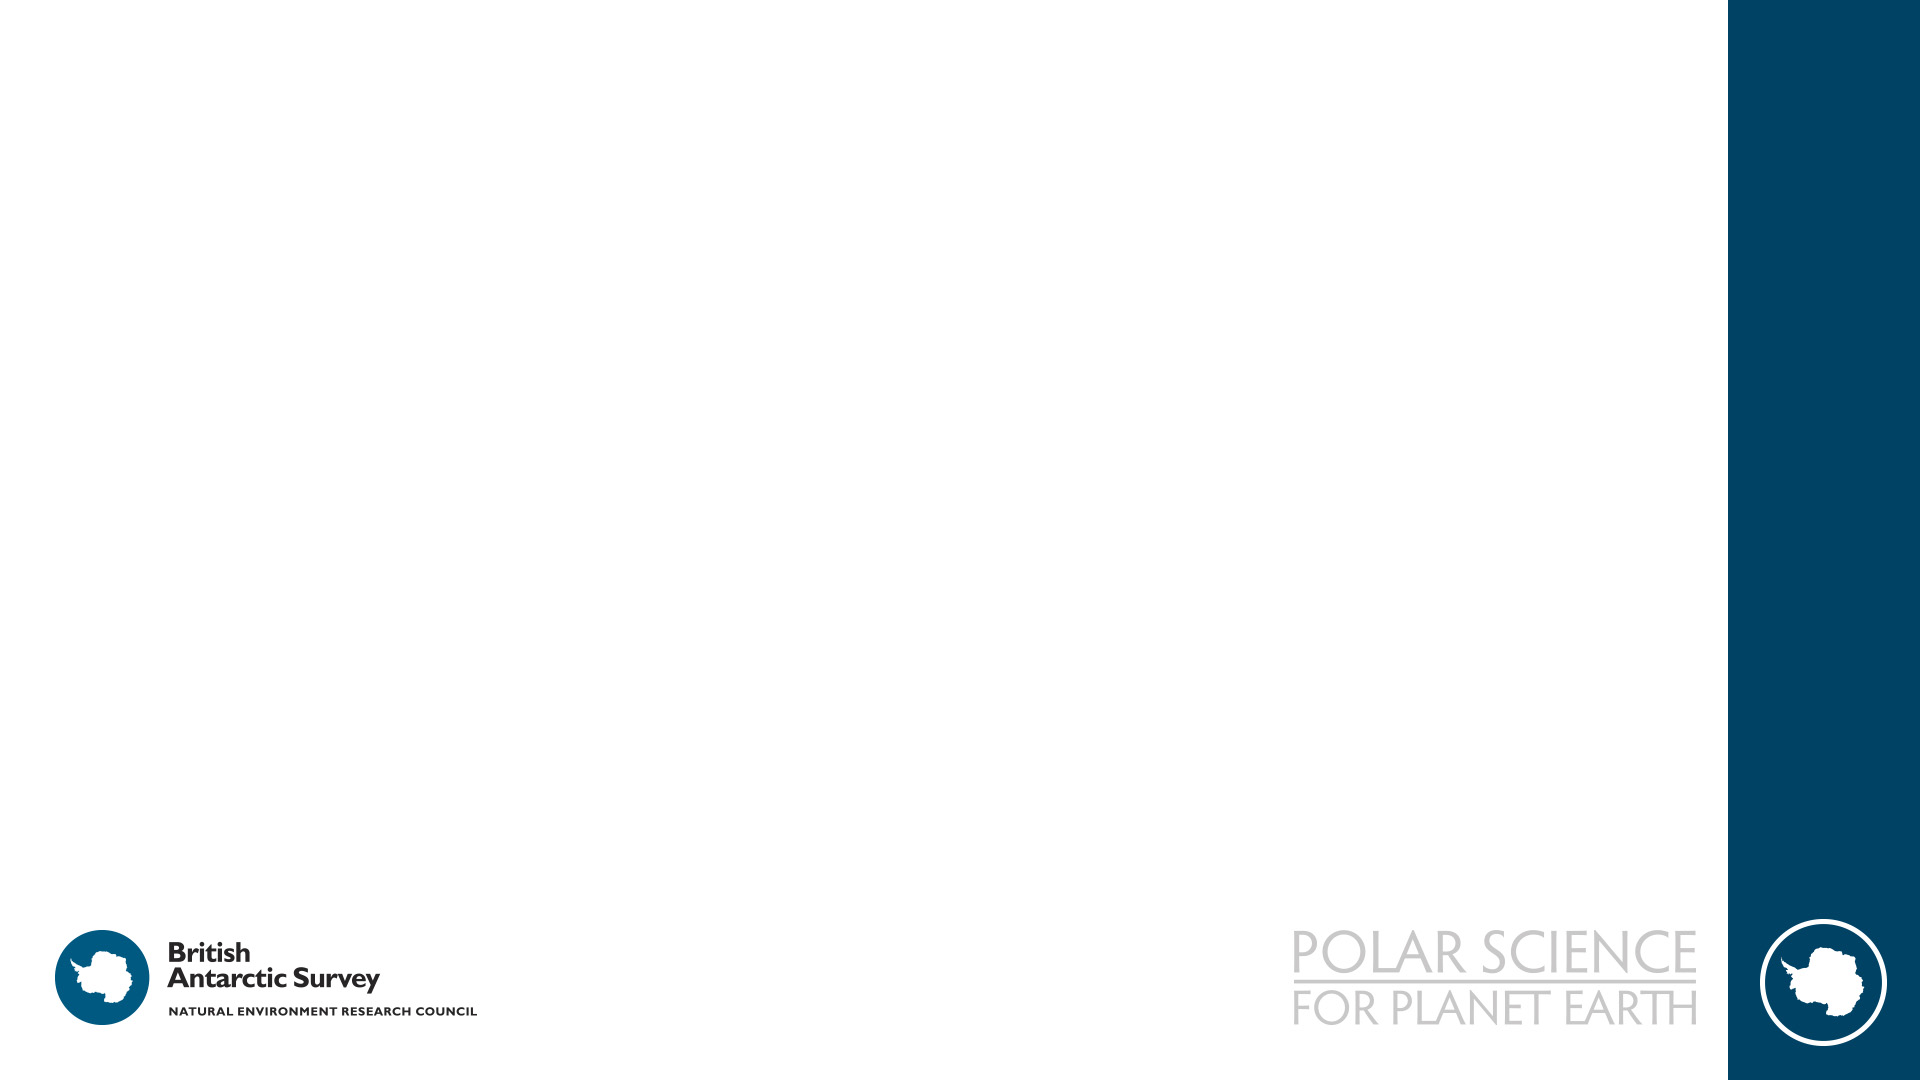 British
Antarctic Survey
NATURAL ENVIRONMENT RESEARCH COUNCIL
POLAR SCIENCE
FOR PLANET EARTH